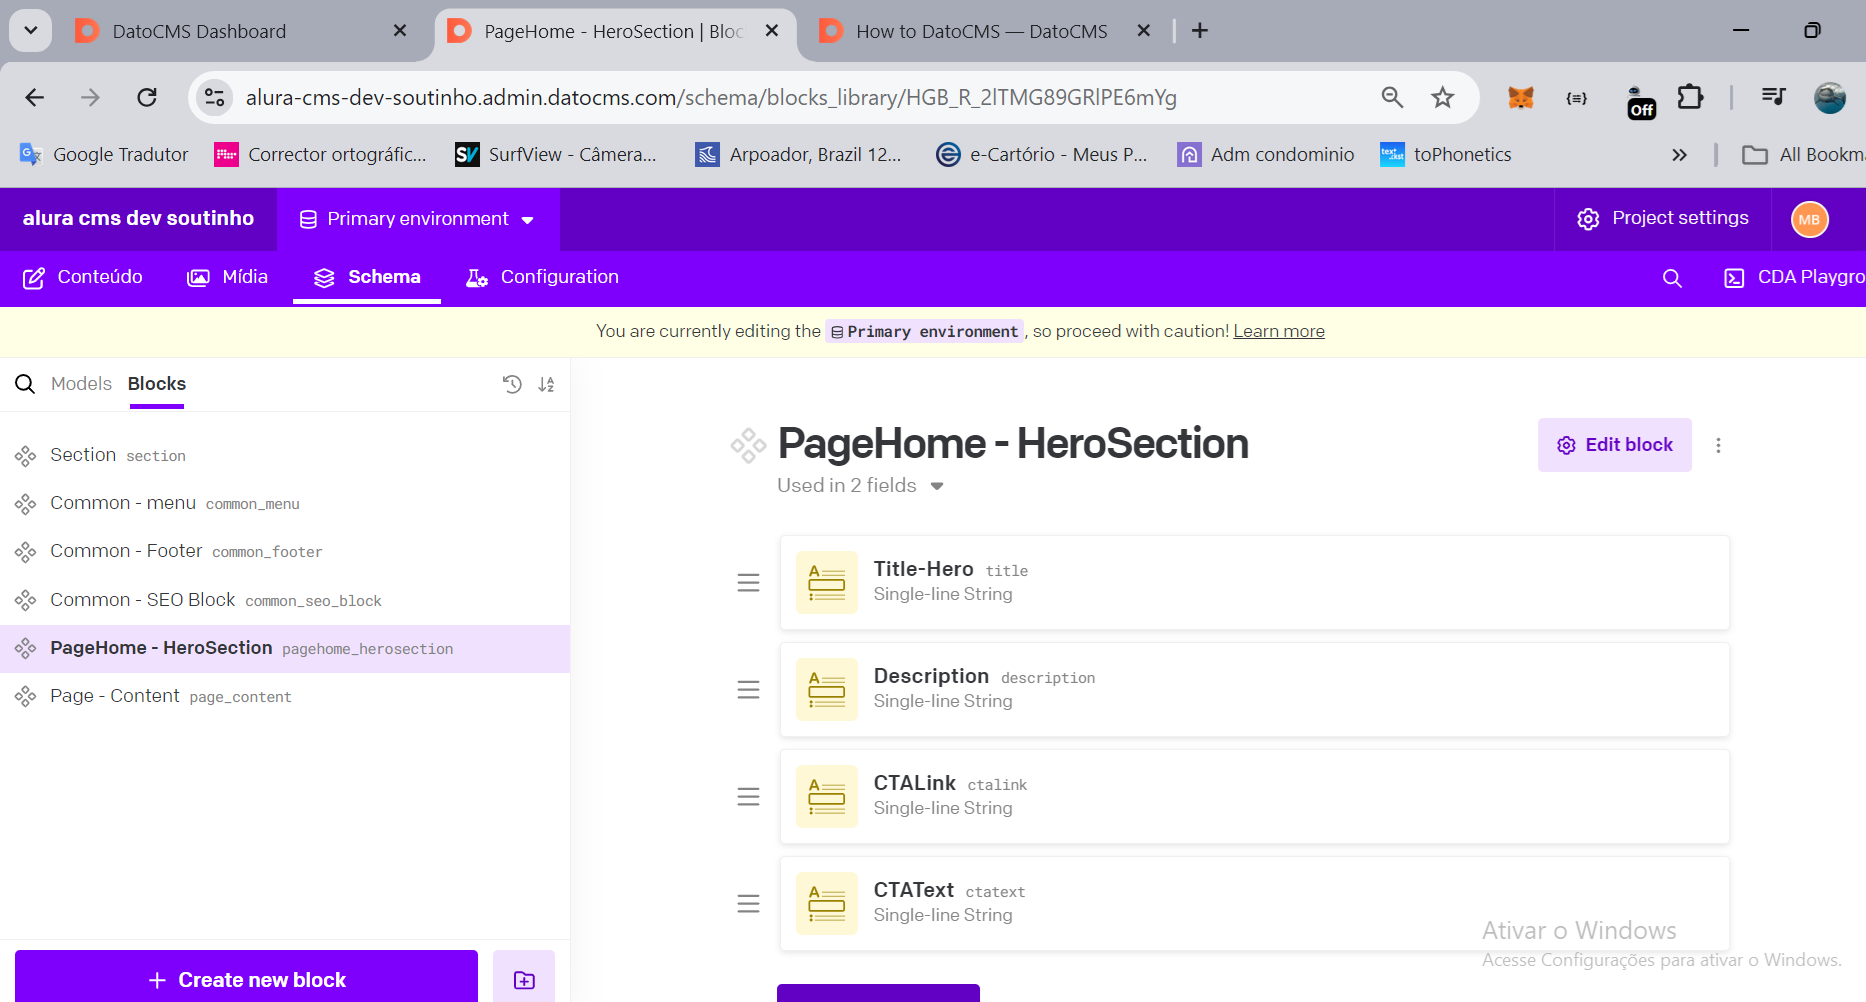 DatoCMS Dashboard
PageHome - HeroSection | Bloc
How to DatoCMS — DatoCMS
alura-cms-dev-soutinho.admin.datocms.com/schema/blocks_library/HGB_R_2lTMG89GRlPE6mYg
Off
Google Tradutor
Corrector ortográfic...
SurfView - Câmera...
Arpoador, Brazil 12...
e-Cartório - Meus P...
Adm condominio
toPhonetics
All Bookma
alura cms dev soutinho
Primary environment
Project settings
MB
Conteúdo
Mídia
Schema
Configuration
CDA Playgro
You are currently editing the Primary environment, so proceed with caution! Learn more
Models
Blocks
Section section
Common - menu common_menu
Common - Footer common_footer
Common - SEO Block common_seo_block
PageHome - HeroSection pagehome_herosection
Page - Content page_content
+ Create new block
PageHome - HeroSection
Edit block
Used in 2 fields
Title-Hero title
Single-line String
Description description
Single-line String
CTALink ctalink
Single-line String
CTAText ctatext
Single-line String
Ativar o Windows
Acesse Configurações para ativar o Windows.